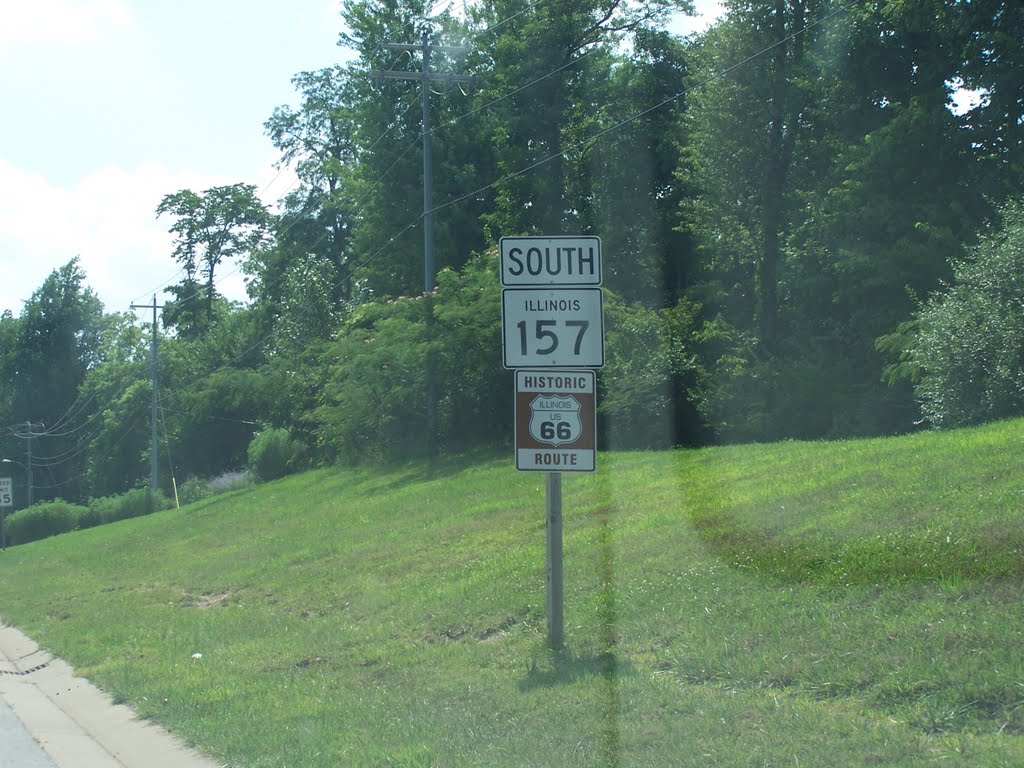 SOUTH
ILLINOIS
157
HISTORIC
ILLINOIS
US
66
ROUTE